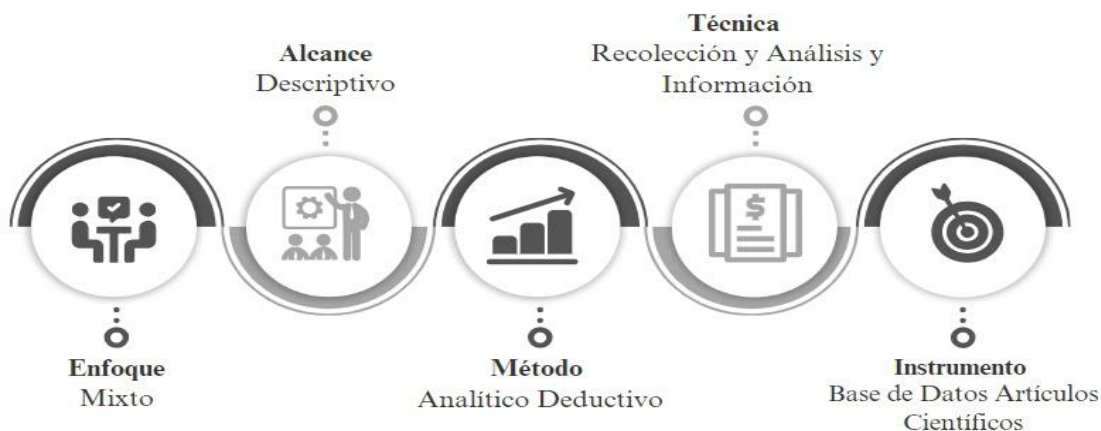 Enfoque
Mixto
Alcance
Descriptivo
Método
Analítico Deductivo
Técnica
Recolección y Análisis y
Información
$
Instrumento
Base de Datos Artículos
Científicos